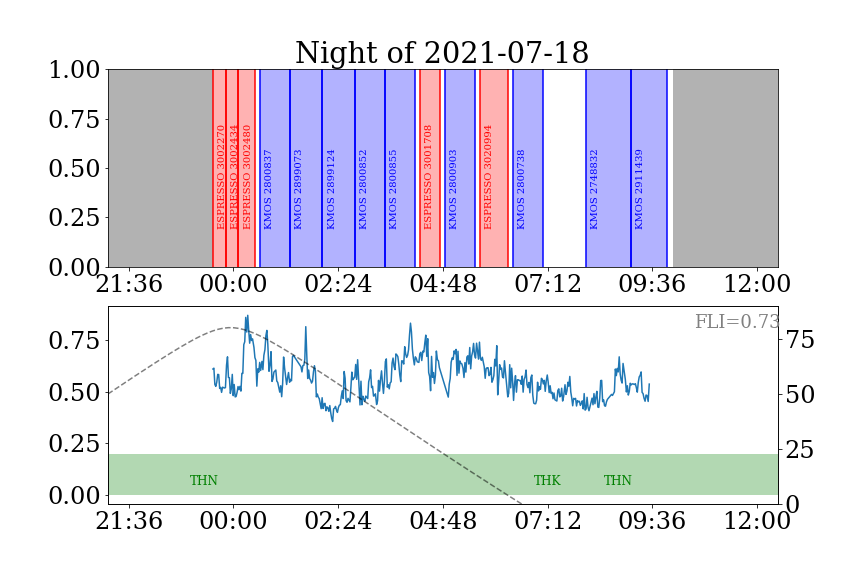 Night of 2021-07-18
1.00
0.75
0.50
0.25
0.00
ESPRESSO 3002270
ESPRESSO 3002434
ESPRESSO 3002480
KMOS 2800837
KMOS 2899073
KMOS 2899124
KMOS 2800852
KMOS 2800855
ESPRESSO 3001708
KMOS 2800903
ESPRESSO 3020994
KMOS 2800738
KMOS 2748832
KMOS 2911439
21:36 00:00 02:24 04:48 07:12 09:36 12:00
FLI=0.73
0.75
0.50
0.25
0.00
75
50
25
0
THN THK THN
21:36 00:00 02:24 04:48 07:12 09:36 12:00